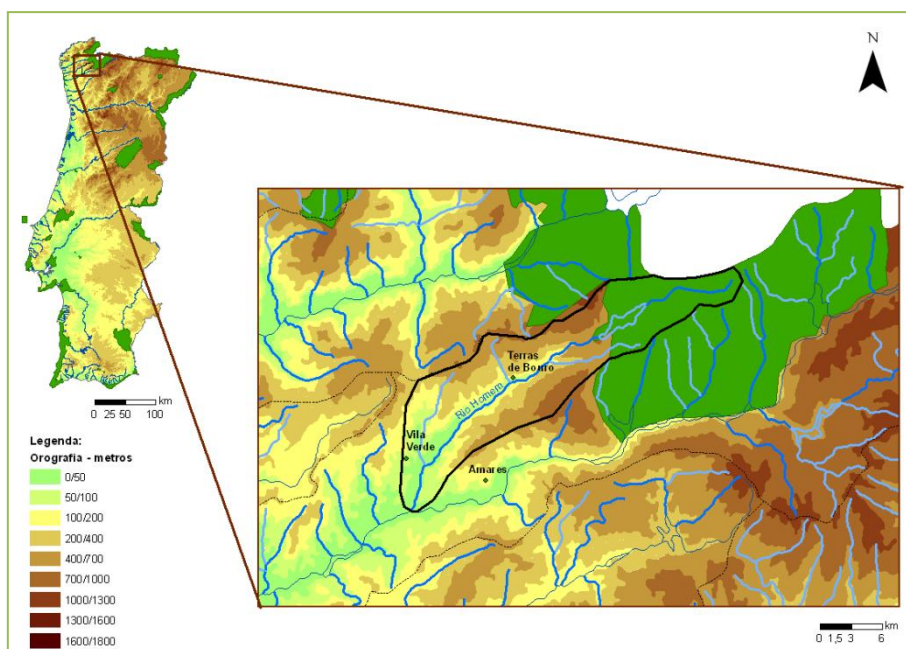 N
Terras
de Bouro
Rio Homem
Vila
Verde
Amares
km
0 25 50 100
Legenda:
Orografia - metros
0/50
50/100
100/200
200/400
400/700
700/1000
1000/1300
1300/1600
1600/1800
km
0 1,5 3 6